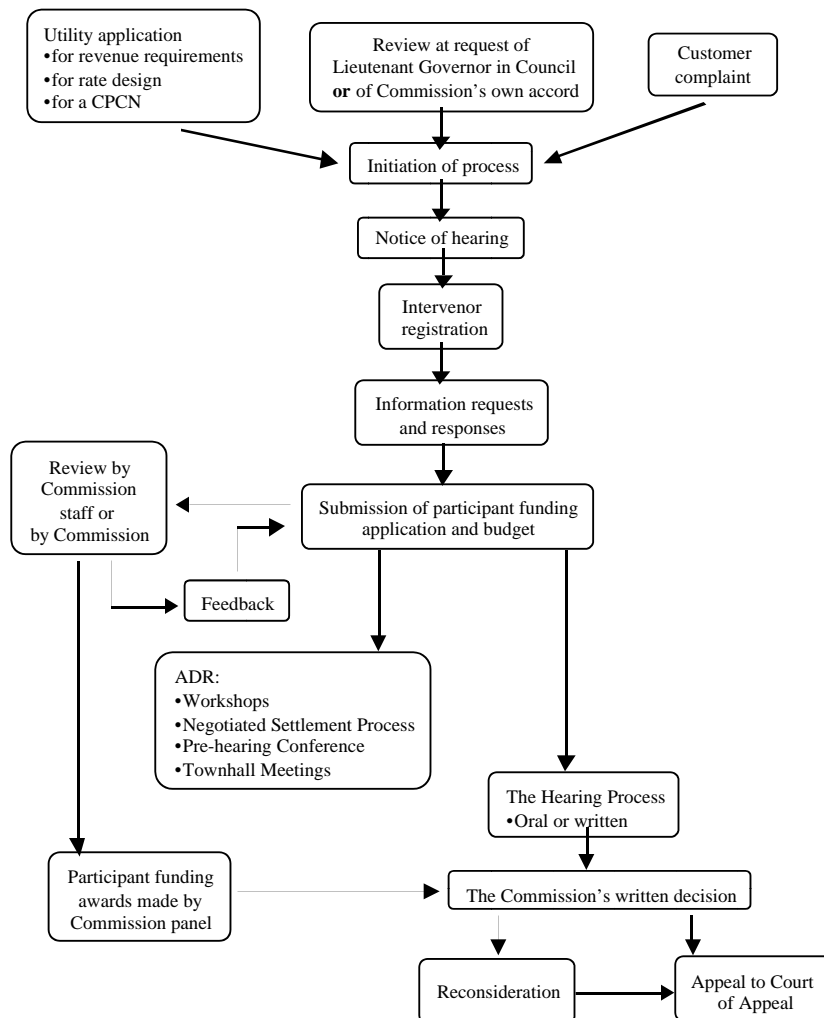 Utility application
•for revenue requirements
•for rate design
•for a CPCN
Review at request of
Lieutenant Governor in Council
or of Commission’s own accord
Customer
complaint
Initiation of process
Notice of hearing
Intervenor
registration
Information requests
and responses
Review by
Commission
staff or
by Commission
Submission of participant funding
application and budget
Feedback
ADR:
•Workshops
•Negotiated Settlement Process
•Pre-hearing Conference
•Townhall Meetings
The Hearing Process
•Oral or written
Participant funding
awards made by
Commission panel
The Commission’s written decision
Reconsideration
Appeal to Court
of Appeal